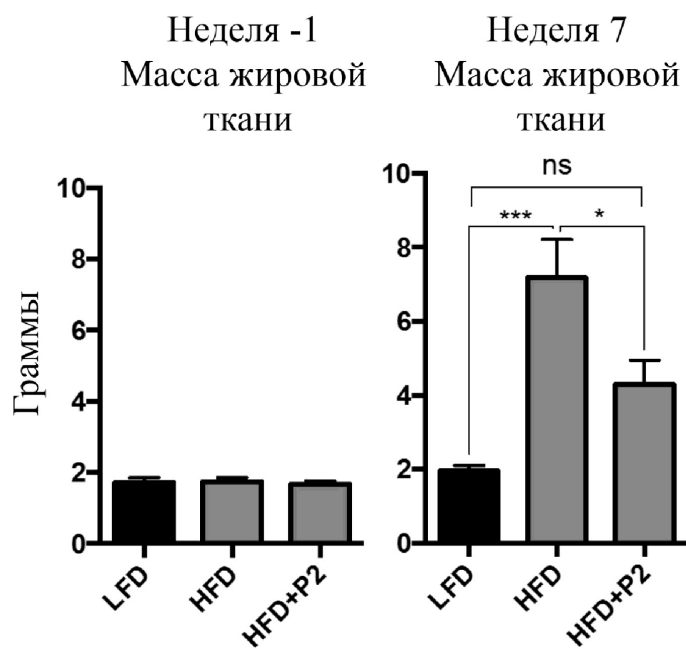 Неделя -1
Масса жировой
ткани
Граммы
10
8
6
4
2
0
LFD
HFD
HFD+P2
Неделя 7
Масса жировой
ткани
ns
***
*
10
8
6
4
2
0
LFD
HFD
HFD+P2